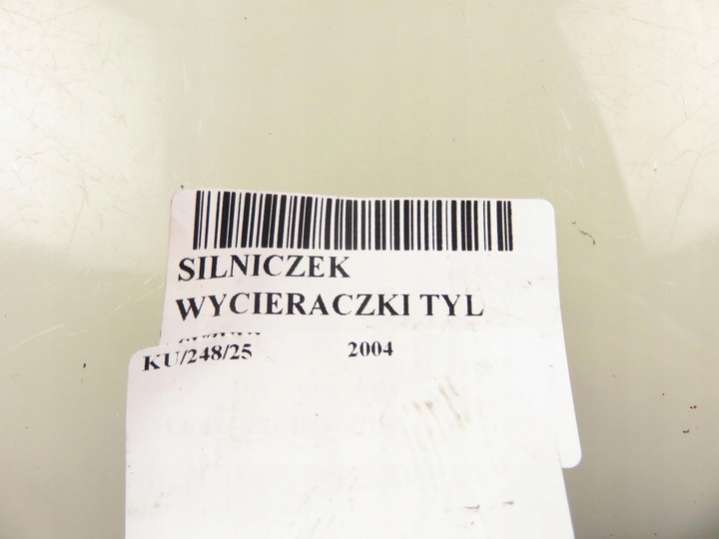 SILNICZEK
WYCIERACZKI TYL
KU/248/25 2004